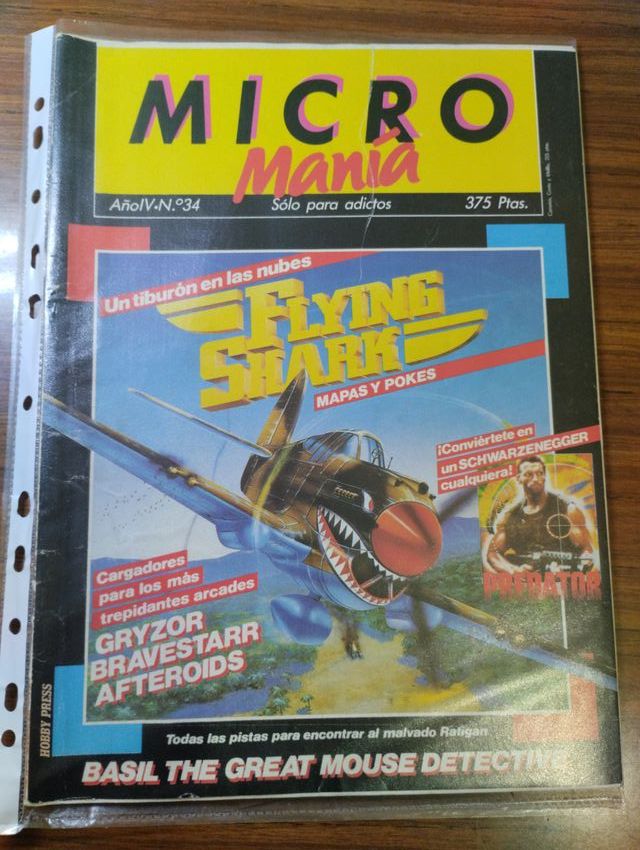 MICRO
Manía
AñoIV·N.º34
Sólo para adictos
375 Ptas.
Un tiburón en las nubes
FLYING
SHARK
MAPAS Y POKES
¡Conviértete en
un SCHWARZENEGGER
cualquiera!
PREDATOR
Cargadores
para los más
trepidantes arcades
GRYZOR
BRAVESTARR
AFTEROIDS
HOBBY PRESS
Todas las pistas para encontrar al malvado Ratigan
BASIL THE GREAT MOUSE DETECTIVE